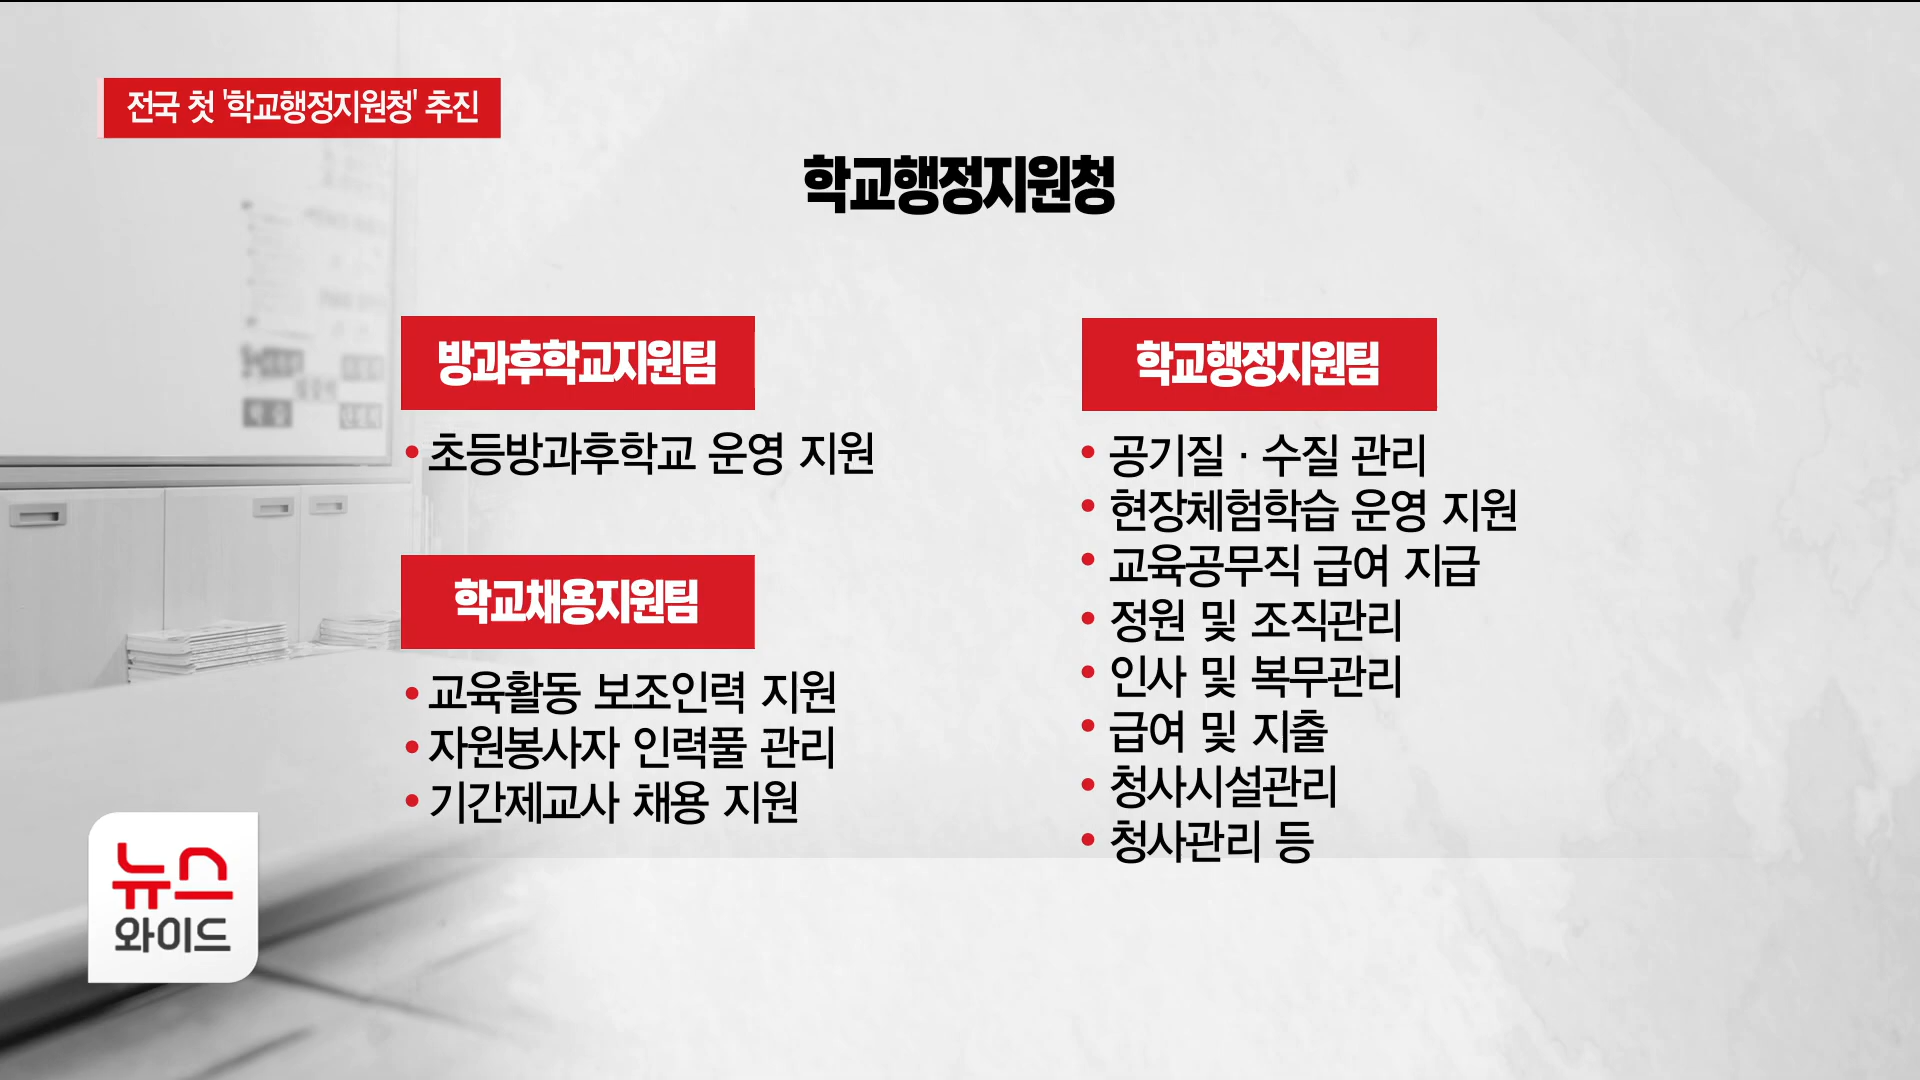 전국 첫 '학교행정지원청' 추진
학교행정지원청
방과후학교지원팀
• 초등방과후학교 운영 지원
학교채용지원팀
• 교육활동 보조인력 지원
• 자원봉사자 인력풀 관리
• 기간제교사 채용 지원
학교행정지원팀
• 공기질 · 수질 관리
• 현장체험학습 운영 지원
• 교육공무직 급여 지급
• 정원 및 조직관리
• 인사 및 복무관리
• 급여 및 지출
• 청사시설관리
• 청사관리 등
뉴스
와이드